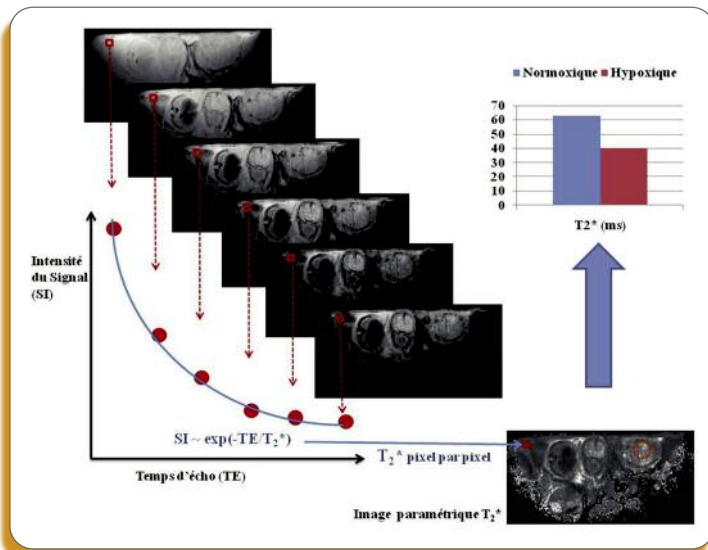 Normoxique Hypoxique
70
60
50
40
30
20
10
0
T2* (ms)
Intensité
du Signal
(SI)
SI ~ exp(-TE/T₂*)
T₂* pixel par pixel
Temps d'écho (TE)
Image paramétrique T₂*